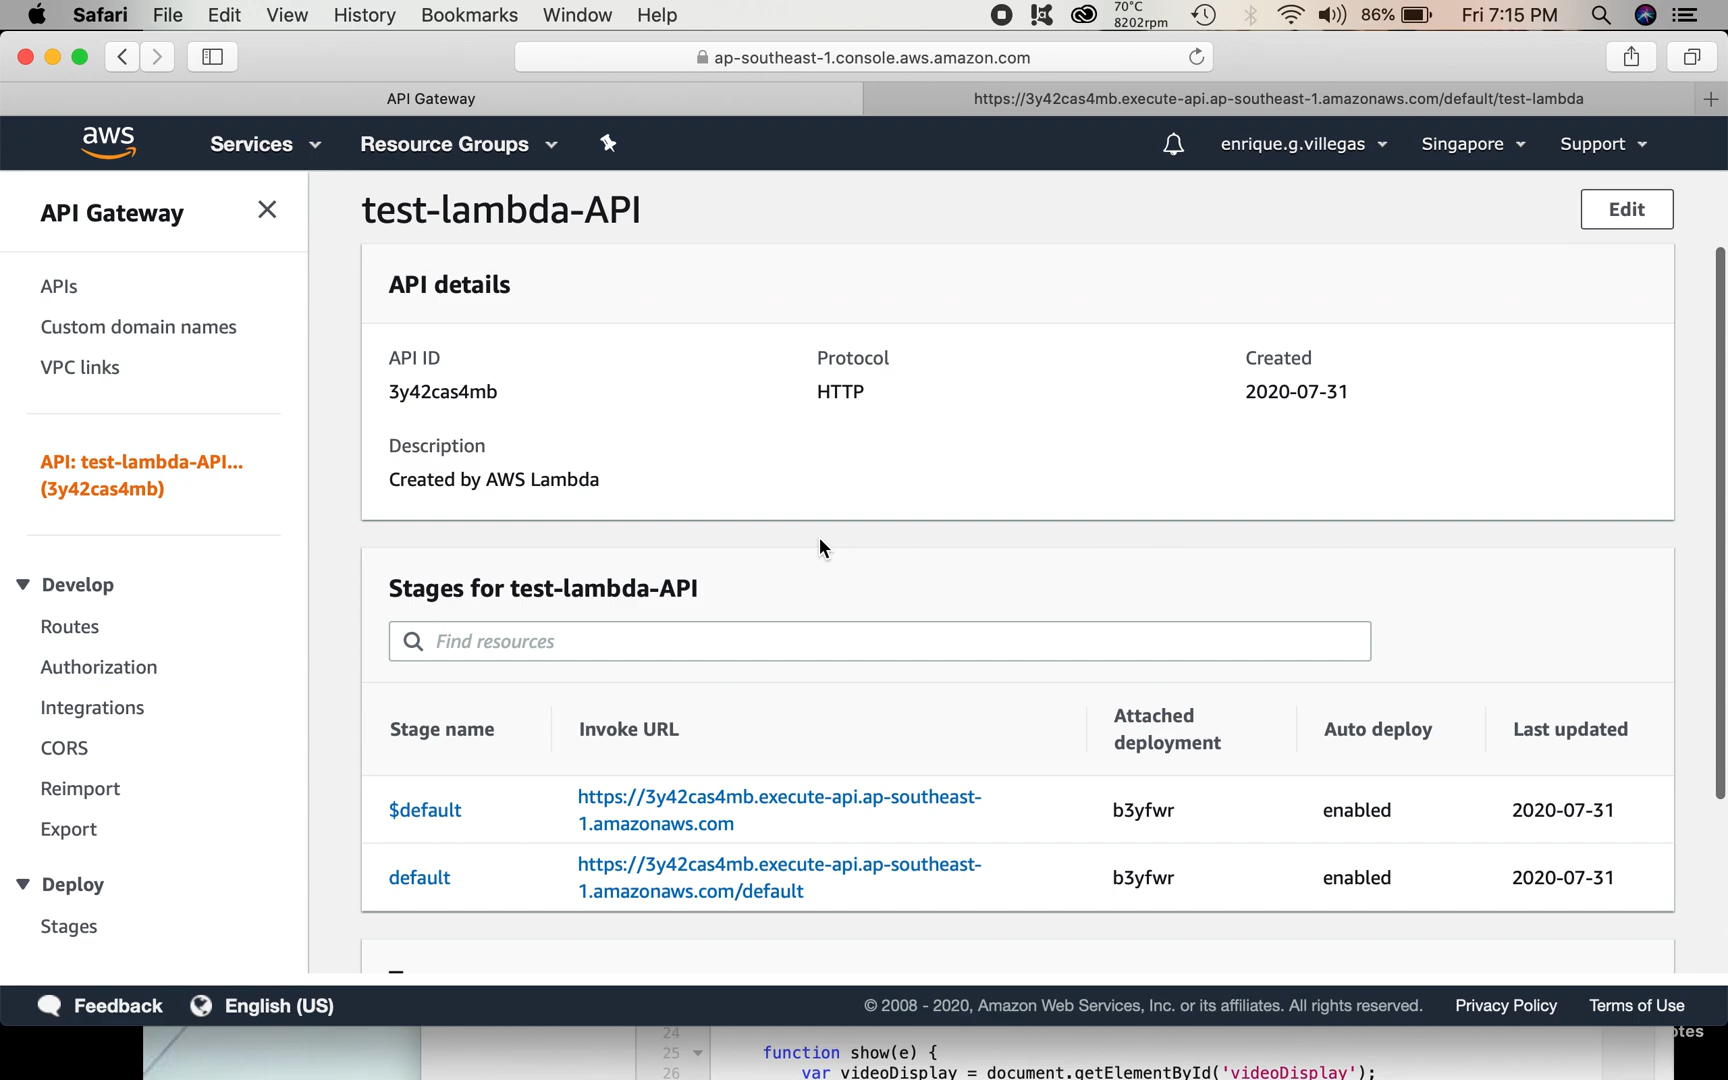 Safari File Edit View History Bookmarks Window Help 70°C 8202rpm 86% Fri 7:15 PM
ap-southeast-1.console.aws.amazon.com
API Gateway https://3y42cas4mb.execute-api.ap-southeast-1.amazonaws.com/default/test-lambda
aws Services Resource Groups enrique.g.villegas Singapore Support
API Gateway
APIs
Custom domain names
VPC links
API: test-lambda-API...
(3y42cas4mb)
Develop
Routes
Authorization
Integrations
CORS
Reimport
Export
Deploy
Stages
test-lambda-API Edit
API details
API ID Protocol Created
3y42cas4mb HTTP 2020-07-31
Description
Created by AWS Lambda
Stages for test-lambda-API
Find resources
Stage name Invoke URL Attached deployment Auto deploy Last updated
$default https://3y42cas4mb.execute-api.ap-southeast-
1.amazonaws.com b3yfwr enabled 2020-07-31
default https://3y42cas4mb.execute-api.ap-southeast-
1.amazonaws.com/default b3yfwr enabled 2020-07-31
Feedback English (US) © 2008 - 2020, Amazon Web Services, Inc. or its affiliates. All rights reserved. Privacy Policy Terms of Use
24
25 function show(e) {
26 var videoDisplay = document.getElementById('videoDisplay');